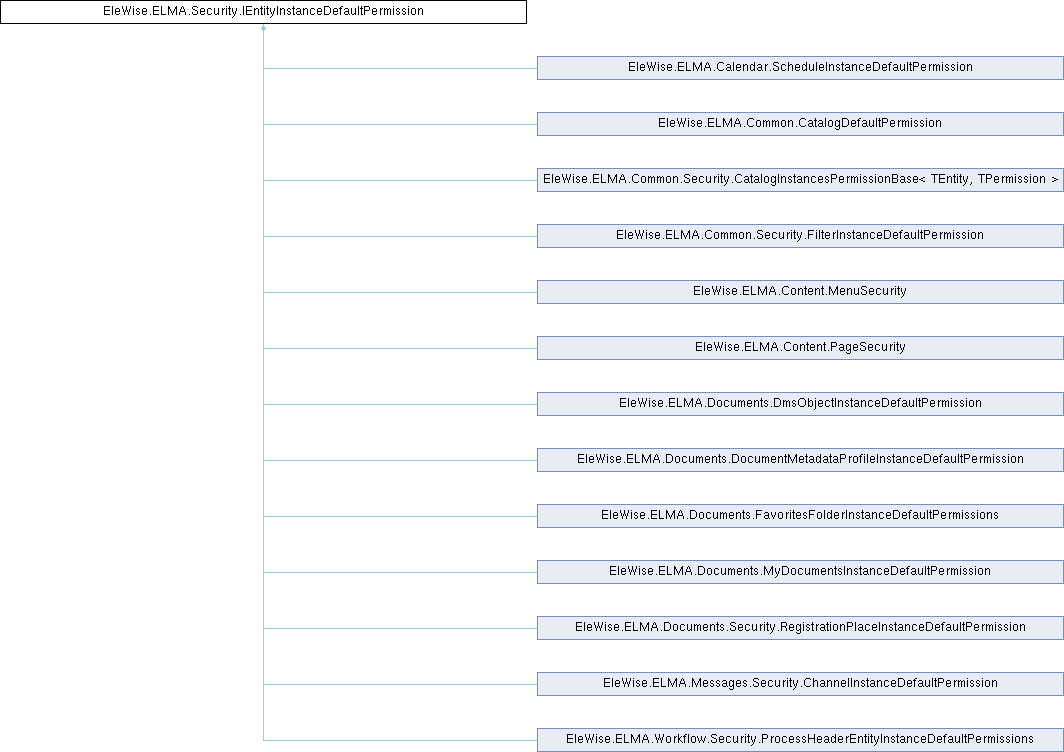 EleWise.ELMA.Security.IEntityInstanceDefaultPermission
EleWise.ELMA.Calendar.ScheduleInstanceDefaultPermission
EleWise.ELMA.Common.CatalogDefaultPermission
EleWise.ELMA.Common.Security.CatalogInstancesPermissionBase< TEntity, TPermission >
EleWise.ELMA.Common.Security.FilterInstanceDefaultPermission
EleWise.ELMA.Content.MenuSecurity
EleWise.ELMA.Content.PageSecurity
EleWise.ELMA.Documents.DmsObjectInstanceDefaultPermission
EleWise.ELMA.Documents.DocumentMetadataProfileInstanceDefaultPermission
EleWise.ELMA.Documents.FavoritesFolderInstanceDefaultPermissions
EleWise.ELMA.Documents.MyDocumentsInstanceDefaultPermission
EleWise.ELMA.Documents.Security.RegistrationPlaceInstanceDefaultPermission
EleWise.ELMA.Messages.Security.ChannelInstanceDefaultPermission
EleWise.ELMA.Workflow.Security.ProcessHeaderEntityInstanceDefaultPermissions